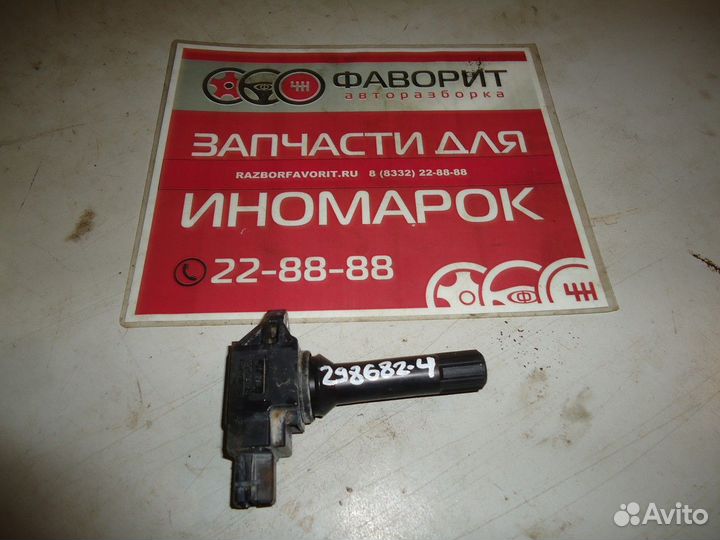 ФАВОРИТ
авторазборка
ЗАПЧАСТИ ДЛЯ
RAZBORFAVORIT.RU 8 (8332) 22-88-88
ИНОМАРОК
22-88-88
298682-4
Avito